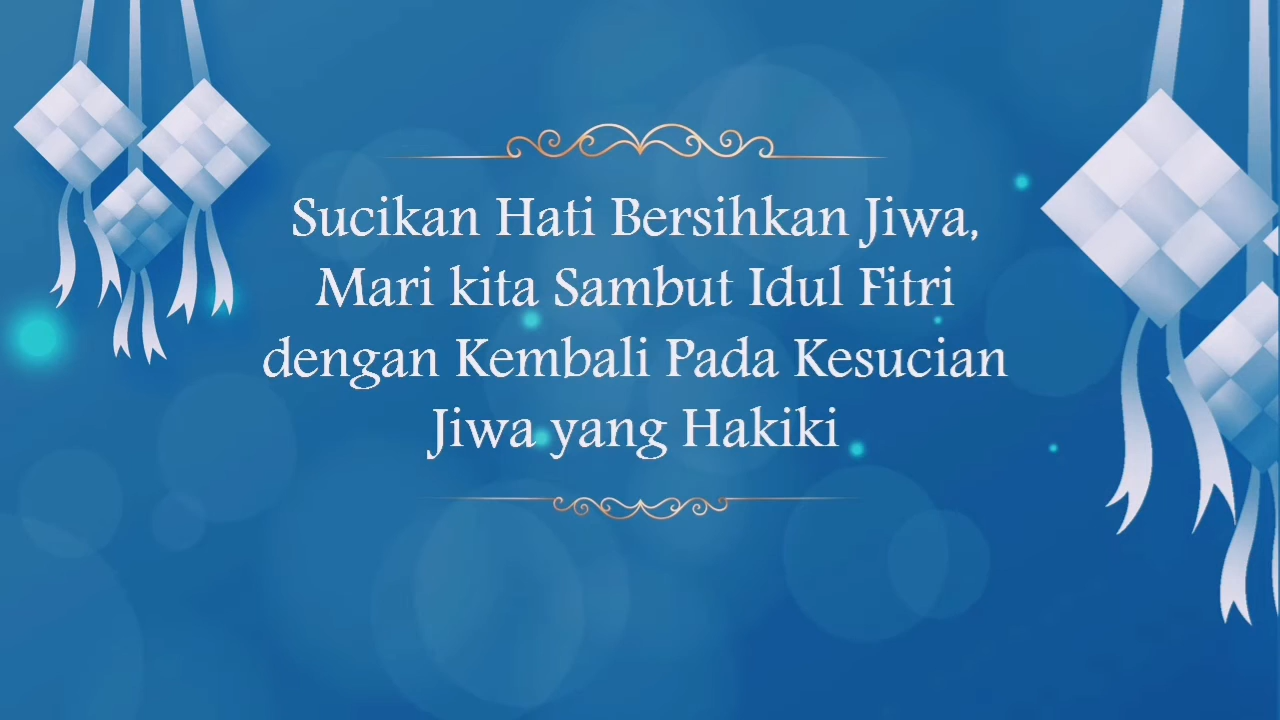 Sucikan Hati Bersihkan Jiwa,
Mari kita Sambut Idul Fitri
dengan Kembali Pada Kesucian
Jiwa yang Hakiki